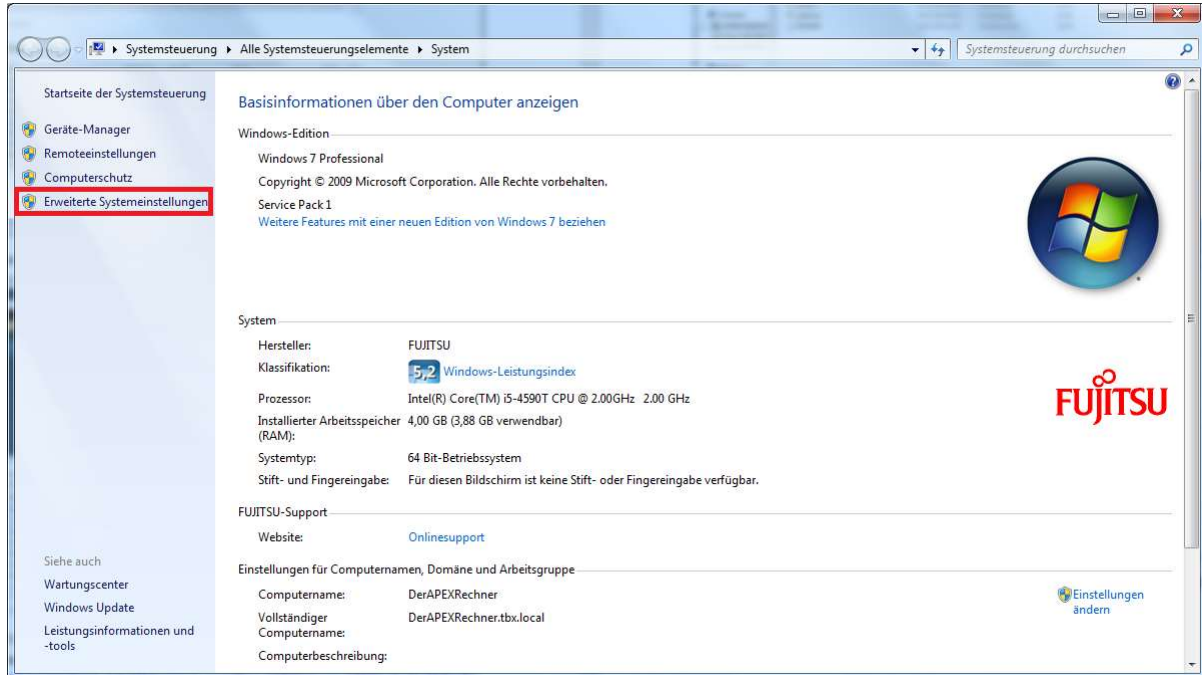 Systemsteuerung Alle Systemsteuerungselemente System
Systemsteuerung durchsuchen
Startseite der Systemsteuerung
Geräte-Manager
Remoteeinstellungen
Computerschutz
Erweiterte Systemeinstellungen
Siehe auch
Wartungscenter
Windows Update
Leistungsinformationen und
-tools
Basisinformationen über den Computer anzeigen
Windows-Edition
Windows 7 Professional
Copyright © 2009 Microsoft Corporation. Alle Rechte vorbehalten.
Service Pack 1
Weitere Features mit einer neuen Edition von Windows 7 beziehen
System
Hersteller: FUJITSU
Klassifikation: 5,2 Windows-Leistungsindex
Prozessor: Intel(R) Core(TM) i5-4590T CPU @ 2.00GHz 2.00 GHz
Installierter Arbeitsspeicher 4,00 GB (3,88 GB verwendbar)
(RAM):
Systemtyp: 64 Bit-Betriebssystem
Stift- und Fingereingabe: Für diesen Bildschirm ist keine Stift- oder Fingereingabe verfügbar.
FUJITSU
FUJITSU-Support
Website: Onlinesupport
Einstellungen für Computernamen, Domäne und Arbeitsgruppe
Computername: DerAPEXRechner
Vollständiger DerAPEXRechner.tbx.local
Computername:
Computerbeschreibung:
Einstellungen
ändern